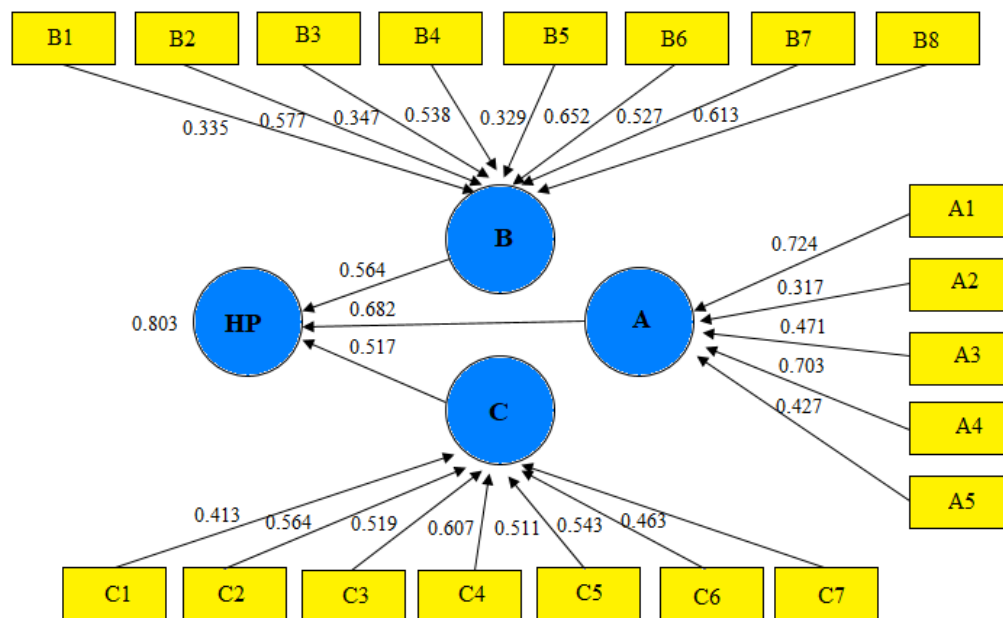 B1 B2 B3 B4 B5 B6 B7 B8
0.335 0.577 0.347 0.538 0.329 0.652 0.527 0.613
B
A1
0.724
0.564
0.317
A2
0.803
HP
0.682
A
0.471
A3
0.517
0.703
0.427
A4
C
A5
0.413 0.564 0.519 0.607 0.511 0.543 0.463
C1 C2 C3 C4 C5 C6 C7